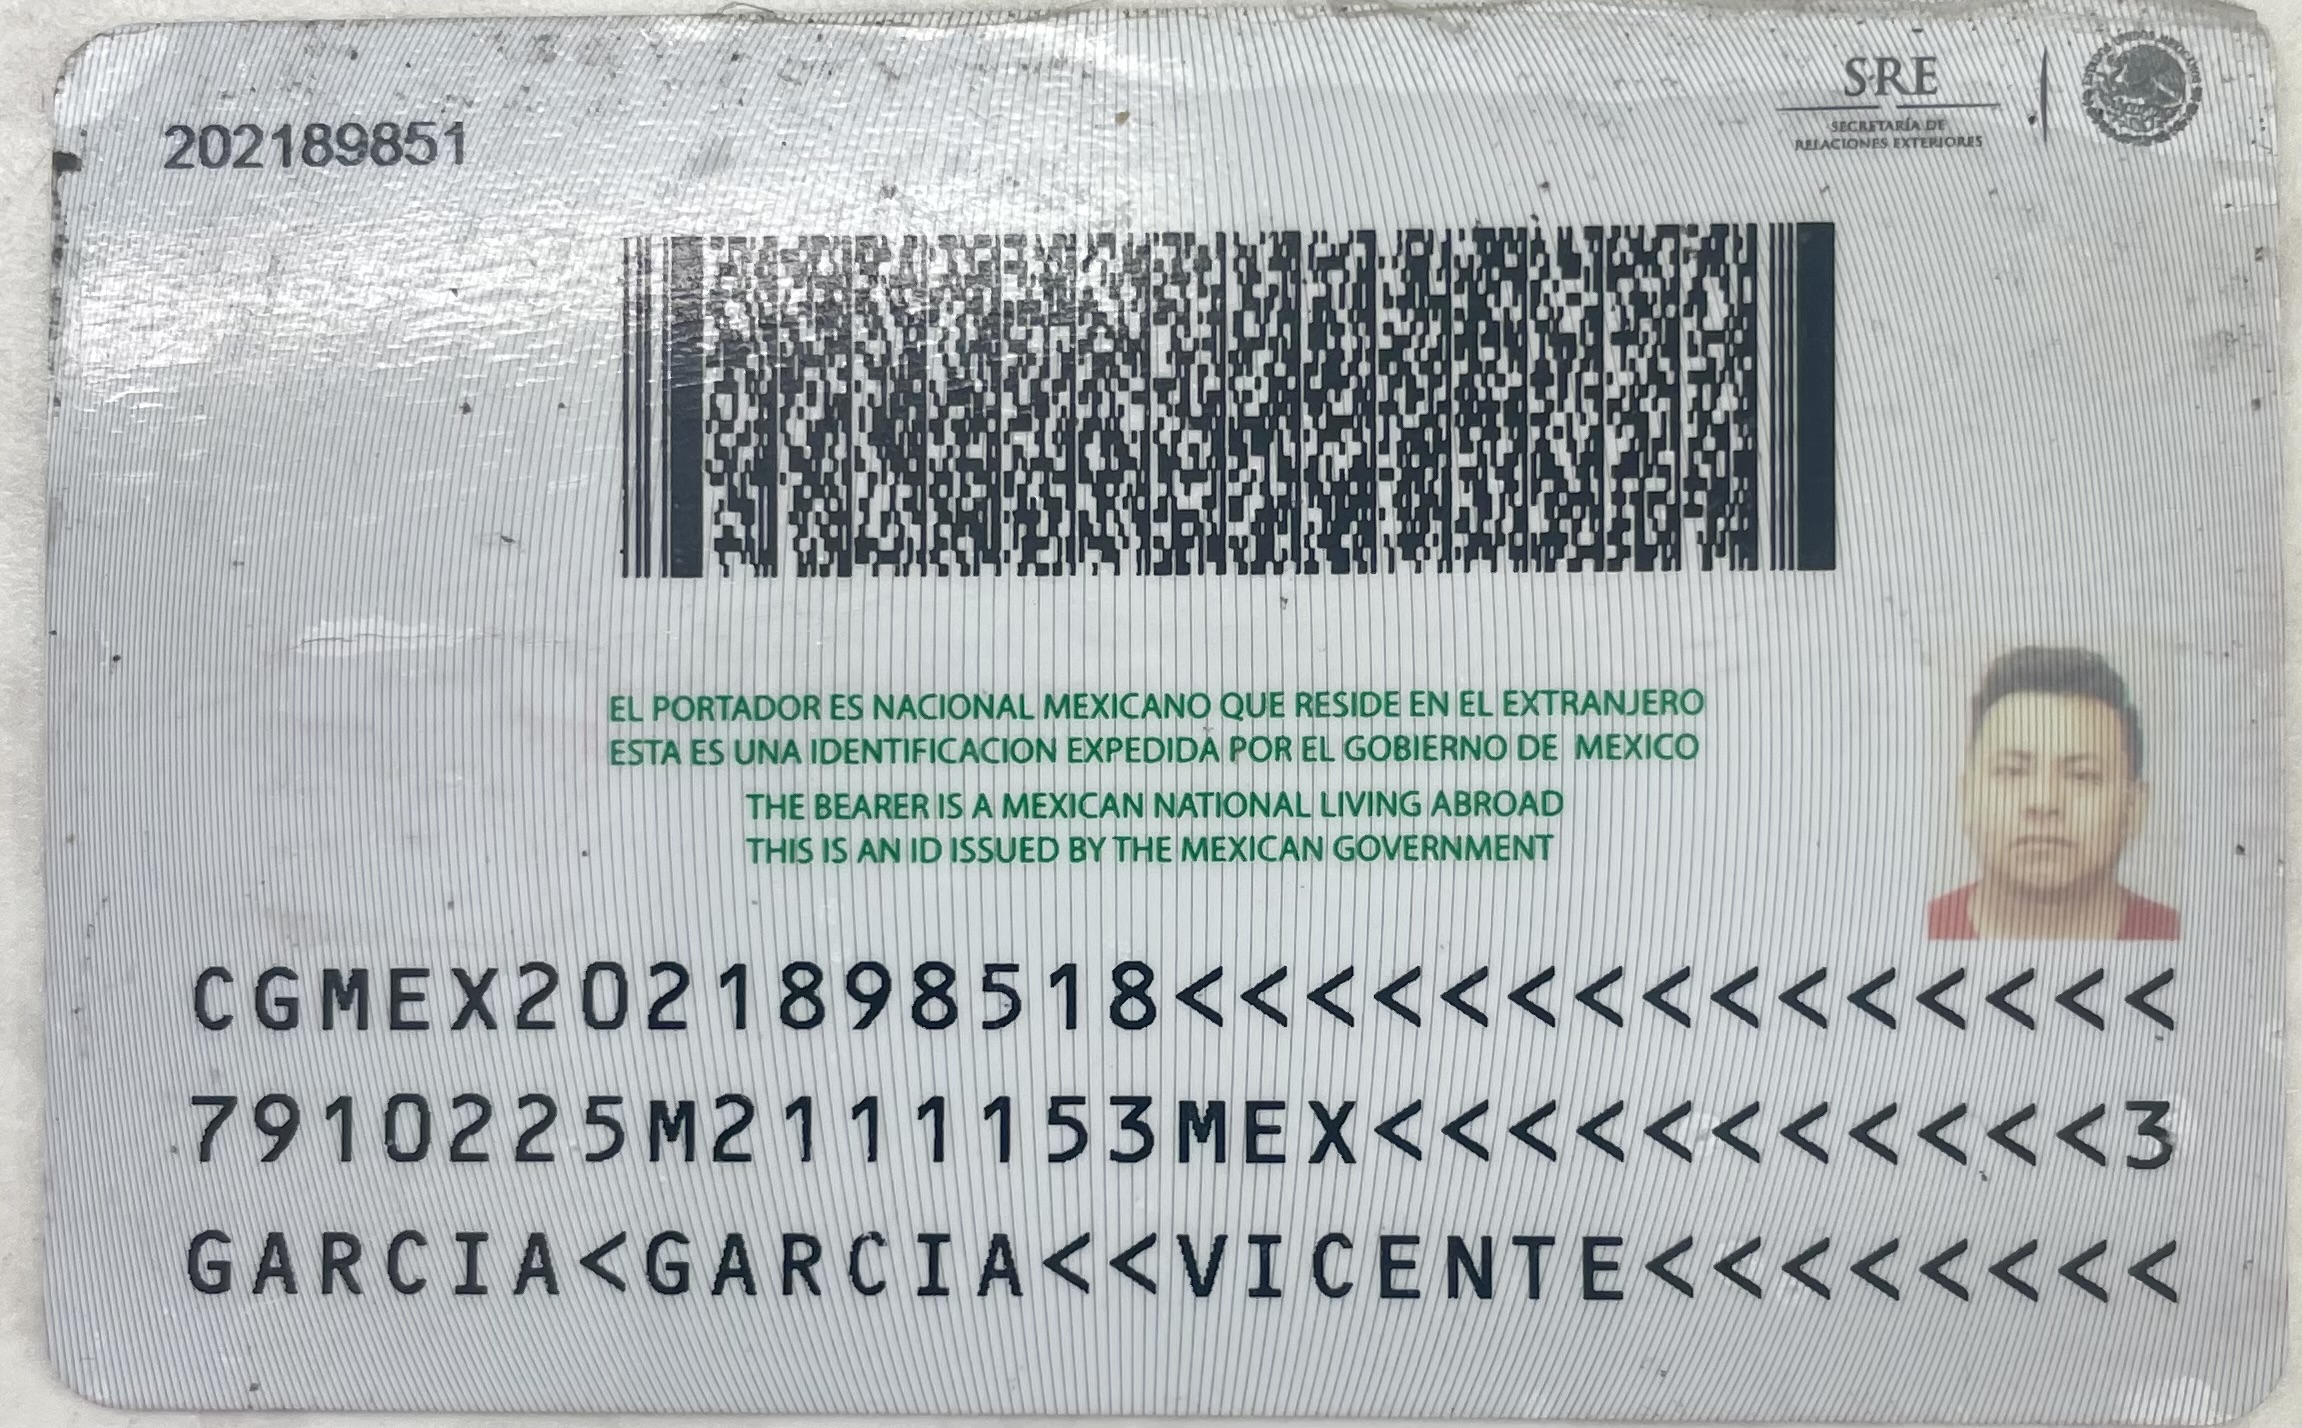 202189851
SRE
SECRETARÍA DE
RELACIONES EXTERIORES
EL PORTADOR ES NACIONAL MEXICANO QUE RESIDE EN EL EXTRANJERO
ESTA ES UNA IDENTIFICACION EXPEDIDA POR EL GOBIERNO DE MEXICO
THE BEARER IS A MEXICAN NATIONAL LIVING ABROAD
THIS IS AN ID ISSUED BY THE MEXICAN GOVERNMENT
CGMEX2021898518<<<<<<<<<<<<<<<
7910225M2111153MEX<<<<<<<<<<<3
GARCIA<GARCIA<<VICENTE<<<<<<<<